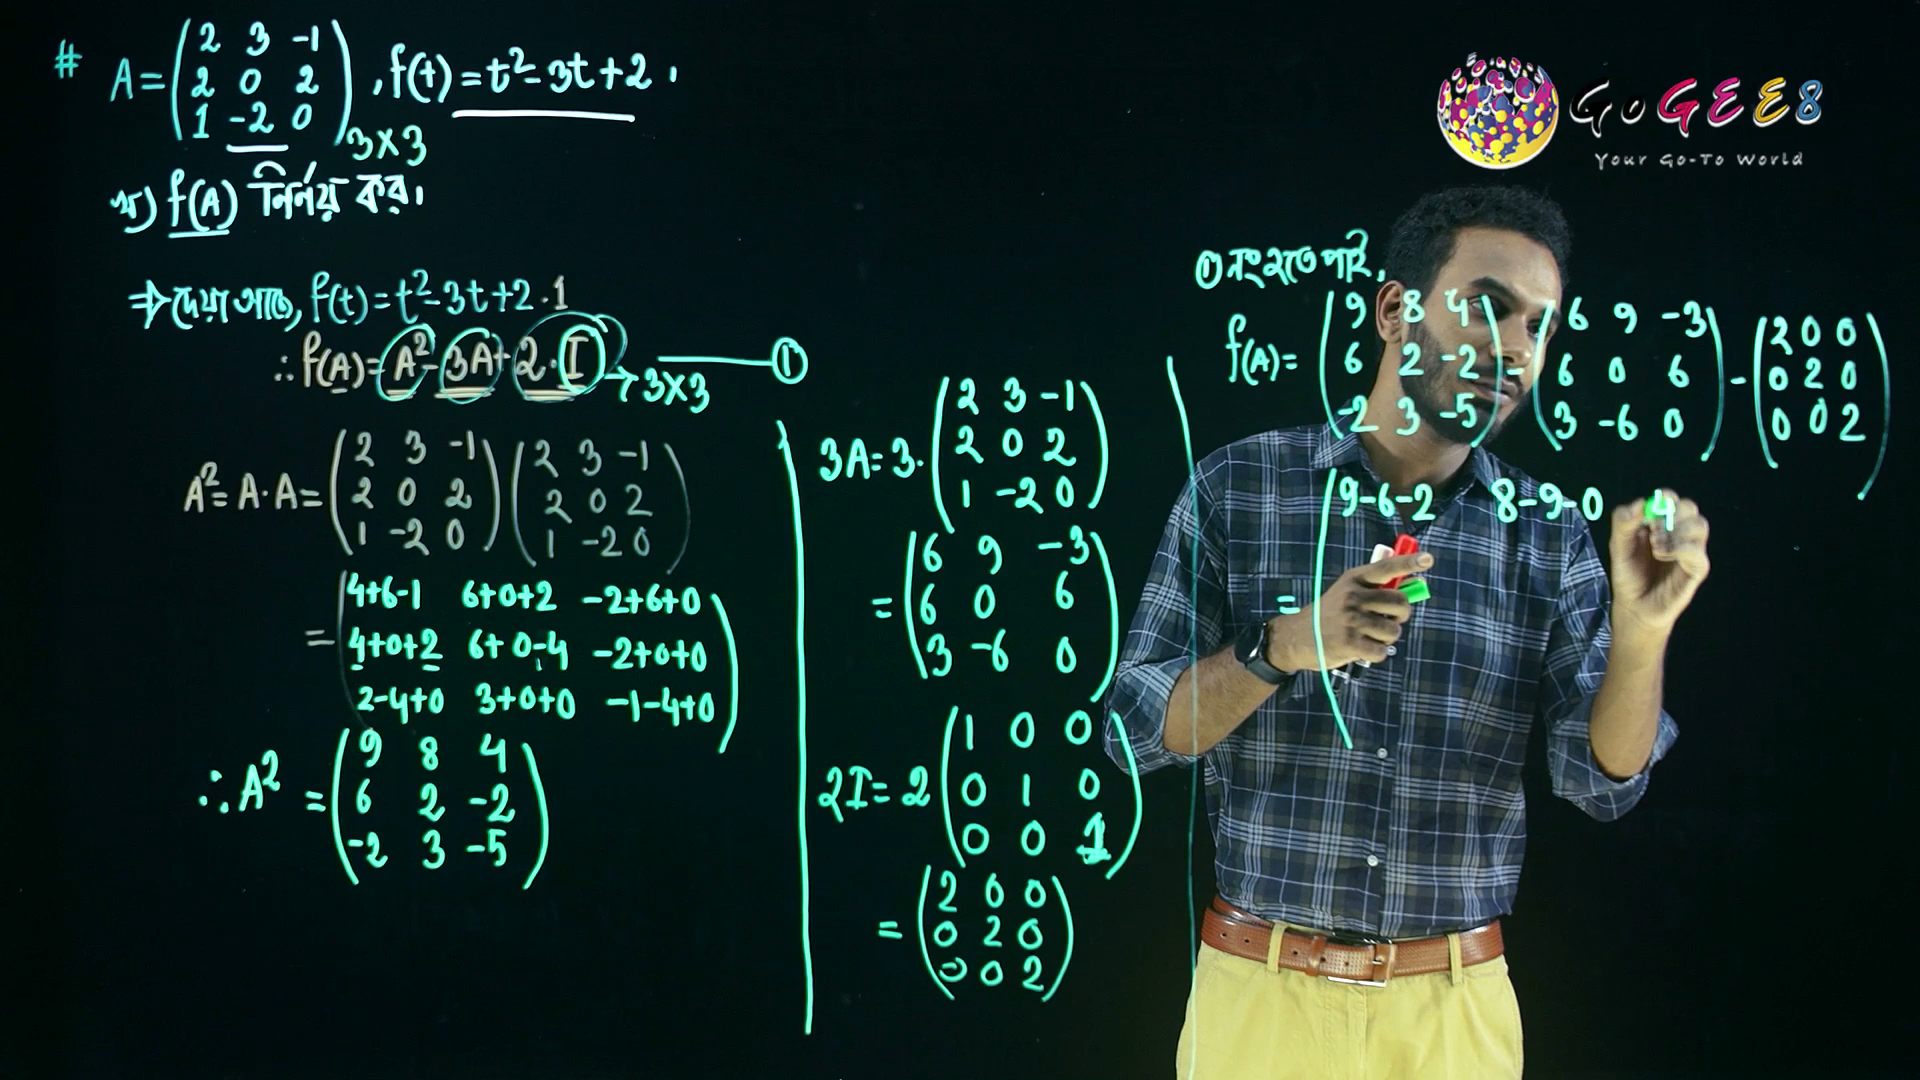 # A = (2 3 -1
2 0 2
1 -2 0) 3×3 , f(t) = t²-3t+2 ,
f(A) নির্নয় কর।
⇒ দেয়া আছে, f(t) = t²-3t+2·1
∴ f(A) = A²-3A+2·I → 3×3 ——— ①
A² = A·A = (2 3 -1
2 0 2
1 -2 0) (2 3 -1
2 0 2
1 -2 0)
= (4+6-1 6+0+2 -2+6+0
4+0+2 6+0-4 -2+0+0
2-4+0 3+0+0 -1-4+0)
∴ A² = (9 8 4
6 2 -2
-2 3 -5)
3A = 3·(2 3 -1
2 0 2
1 -2 0)
= (6 9 -3
6 0 6
3 -6 0)
2I = 2 (1 0 0
0 1 0
0 0 1)
= (2 0 0
0 2 0
0 0 2)
① নং হতে পাই,
f(A) = (9 8 4
6 2 -2
-2 3 -5) - (6 9 -3
6 0 6
3 -6 0) - (2 0 0
0 2 0
0 0 2)
= (9-6-2 8-9-0 4
GoGEE8
Your Go-To World